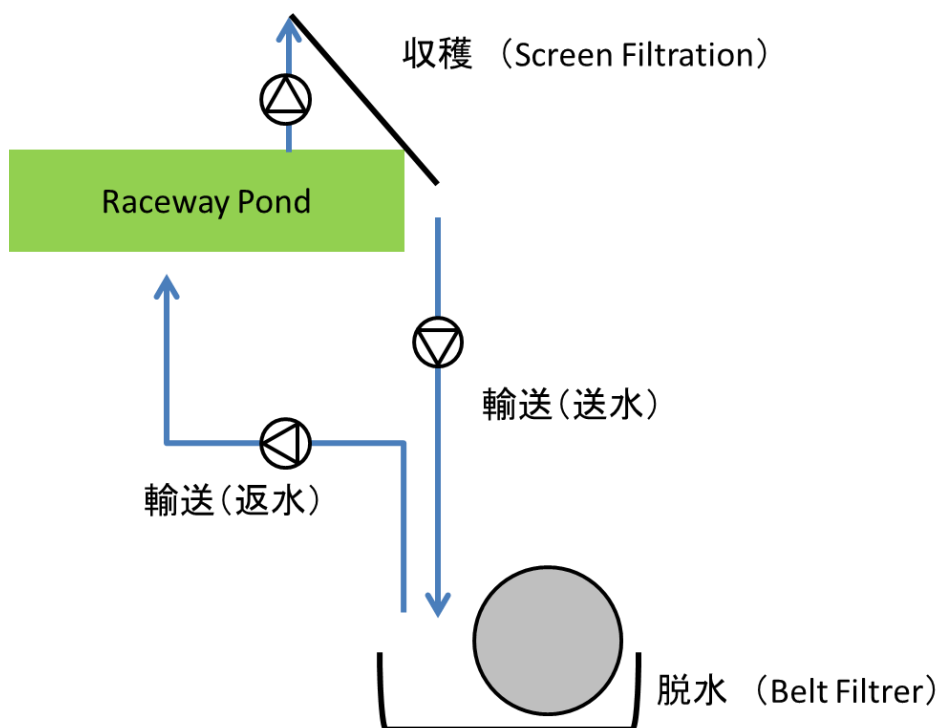 収穫 （Screen Filtration）
Raceway Pond
輸送（送水）
輸送（返水）
脱水 （Belt Filtrer）